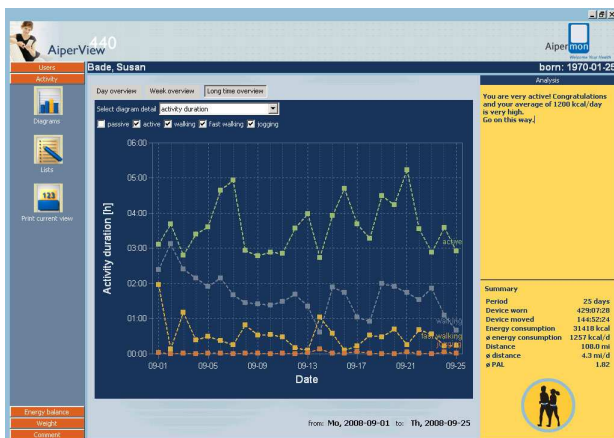 AiperView 440
Aipermon
Welcome Your health
Users
Activity
Diagrams
Lists
Print current view
Energy balance
Weight
Comment
Bade, Susan
born: 1970-01-25
Day overview
Week overview
Long time overview
Select diagram detail activity duration
passive active walking Fast walking jogging
Activity duration [h]
06:00
05:00
04:00
03:00
02:00
01:00
00:00
active
walking
fast walking
jogging
09-01 09-05 09-09 09-13 09-17 09-21 09-25
Date
from: Mo, 2008-09-01 to: Th, 2008-09-25
Analysis
You are very active! Congratulations
and your average of 1200 kcal/day
is very high.
Go on this way.
Summary
Period 25 days
Device worn 429:07:28
Device moved 144:52:24
Energy consumption 31418 kcal
ø energy consumption 1257 kcal/d
Distance 108.0 mi
ø distance 4.3 mi/d
ø PAL 1.82